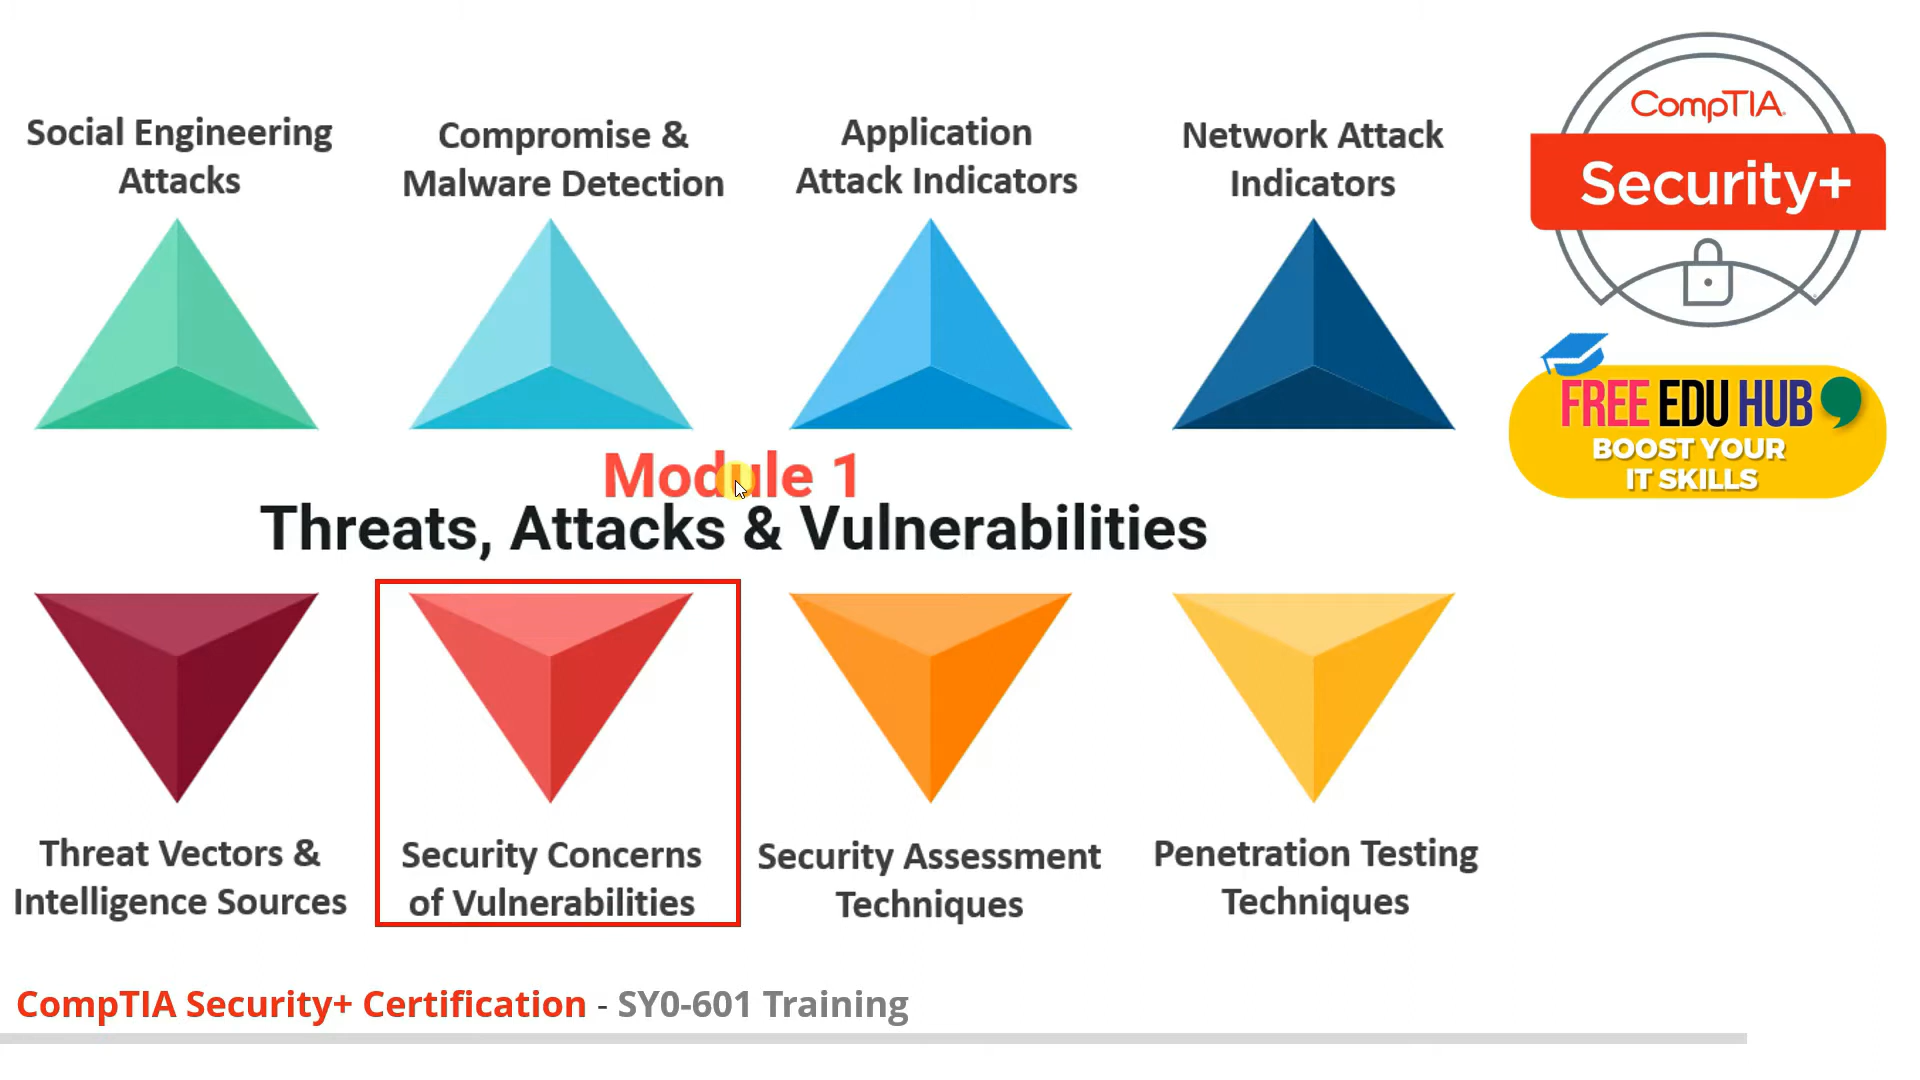 Social Engineering
Attacks
Compromise &
Malware Detection
Application
Attack Indicators
Network Attack
Indicators
CompTIA.
Security+
FREE EDU HUB
BOOST YOUR
IT SKILLS
Module 1
Threats, Attacks & Vulnerabilities
Threat Vectors &
Intelligence Sources
Security Concerns
of Vulnerabilities
Security Assessment
Techniques
Penetration Testing
Techniques
CompTIA Security+ Certification - SY0-601 Training